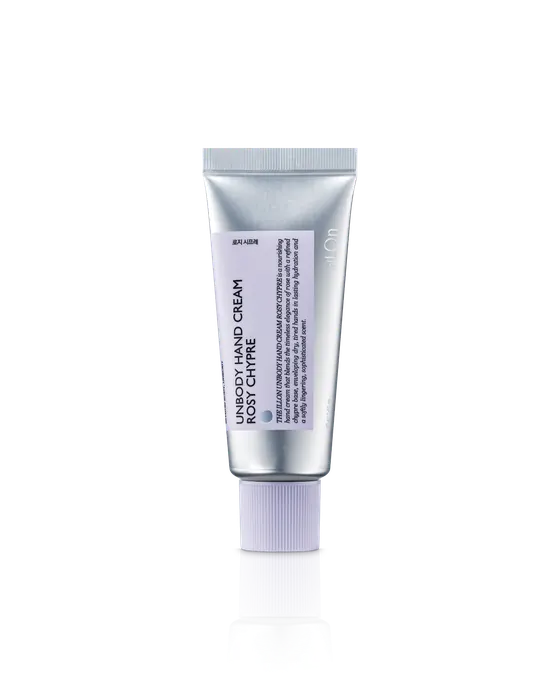 로지 시프레
UNBODY HAND CREAM
ROSY CHYPRE
THE ILLON UNBODY HAND CREAM ROSY CHYPRE is a nourishing
hand cream that blends the timeless elegance of rose with a refined
chypre base, enveloping dry, tired hands in lasting hydration and
a softly lingering, sophisticated scent.
On